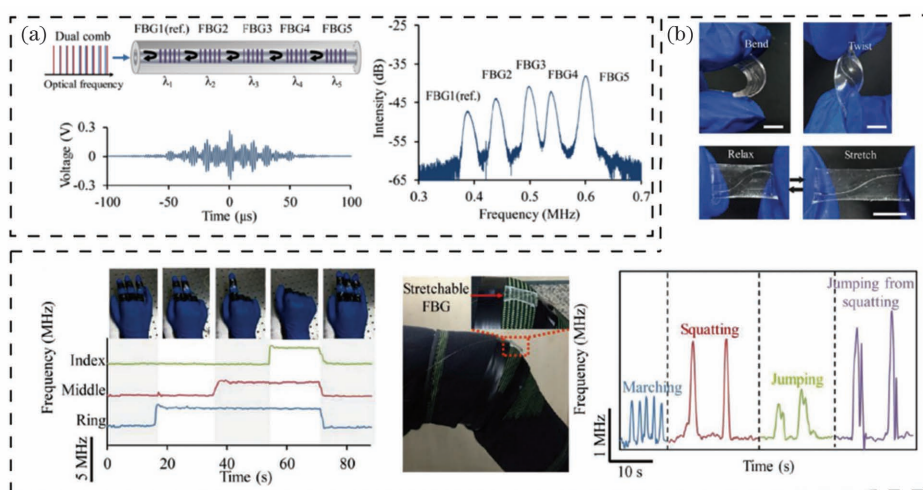 (a)
Dual comb
Optical frequency
FBG1(ref.) FBG2 FBG3 FBG4 FBG5
λ1 λ2 λ3 λ4 λ5
Voltage (V)
0.3
0
-0.3
-100 -50 0 50 100
Time (μs)
Intensity (dB)
-25
-35
-45
-55
-65
FBG1(ref.)
FBG2
FBG3
FBG4
FBG5
0.3 0.4 0.5 0.6 0.7
Frequency (MHz)
(b)
Bend
Twist
Relax
Stretch
Frequency (MHz)
Index
Middle
Ring
5 MHz
0 20 40 60 80
Time (s)
Stretchable
FBG
Frequency (MHz)
Marching
Squatting
Jumping
Jumping from
squatting
1 MHz
10 s
Time (s)